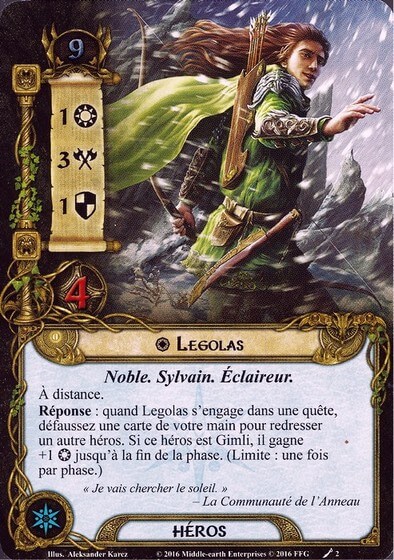 9
1
3
1
4
LEGOLAS
Noble. Sylvain. Éclaireur.
À distance.
Réponse : quand Legolas s'engage dans une quête,
défaussez une carte de votre main pour redresser
un autre héros. Si ce héros est Gimli, il gagne
+1 jusqu'à la fin de la phase. (Limite : une fois
par phase.)
« Je vais chercher le soleil. »
– La Communauté de l'Anneau
HÉROS
Illus. Aleksander Karcz © 2016 Middle-earth Enterprises © 2016 FFG 2